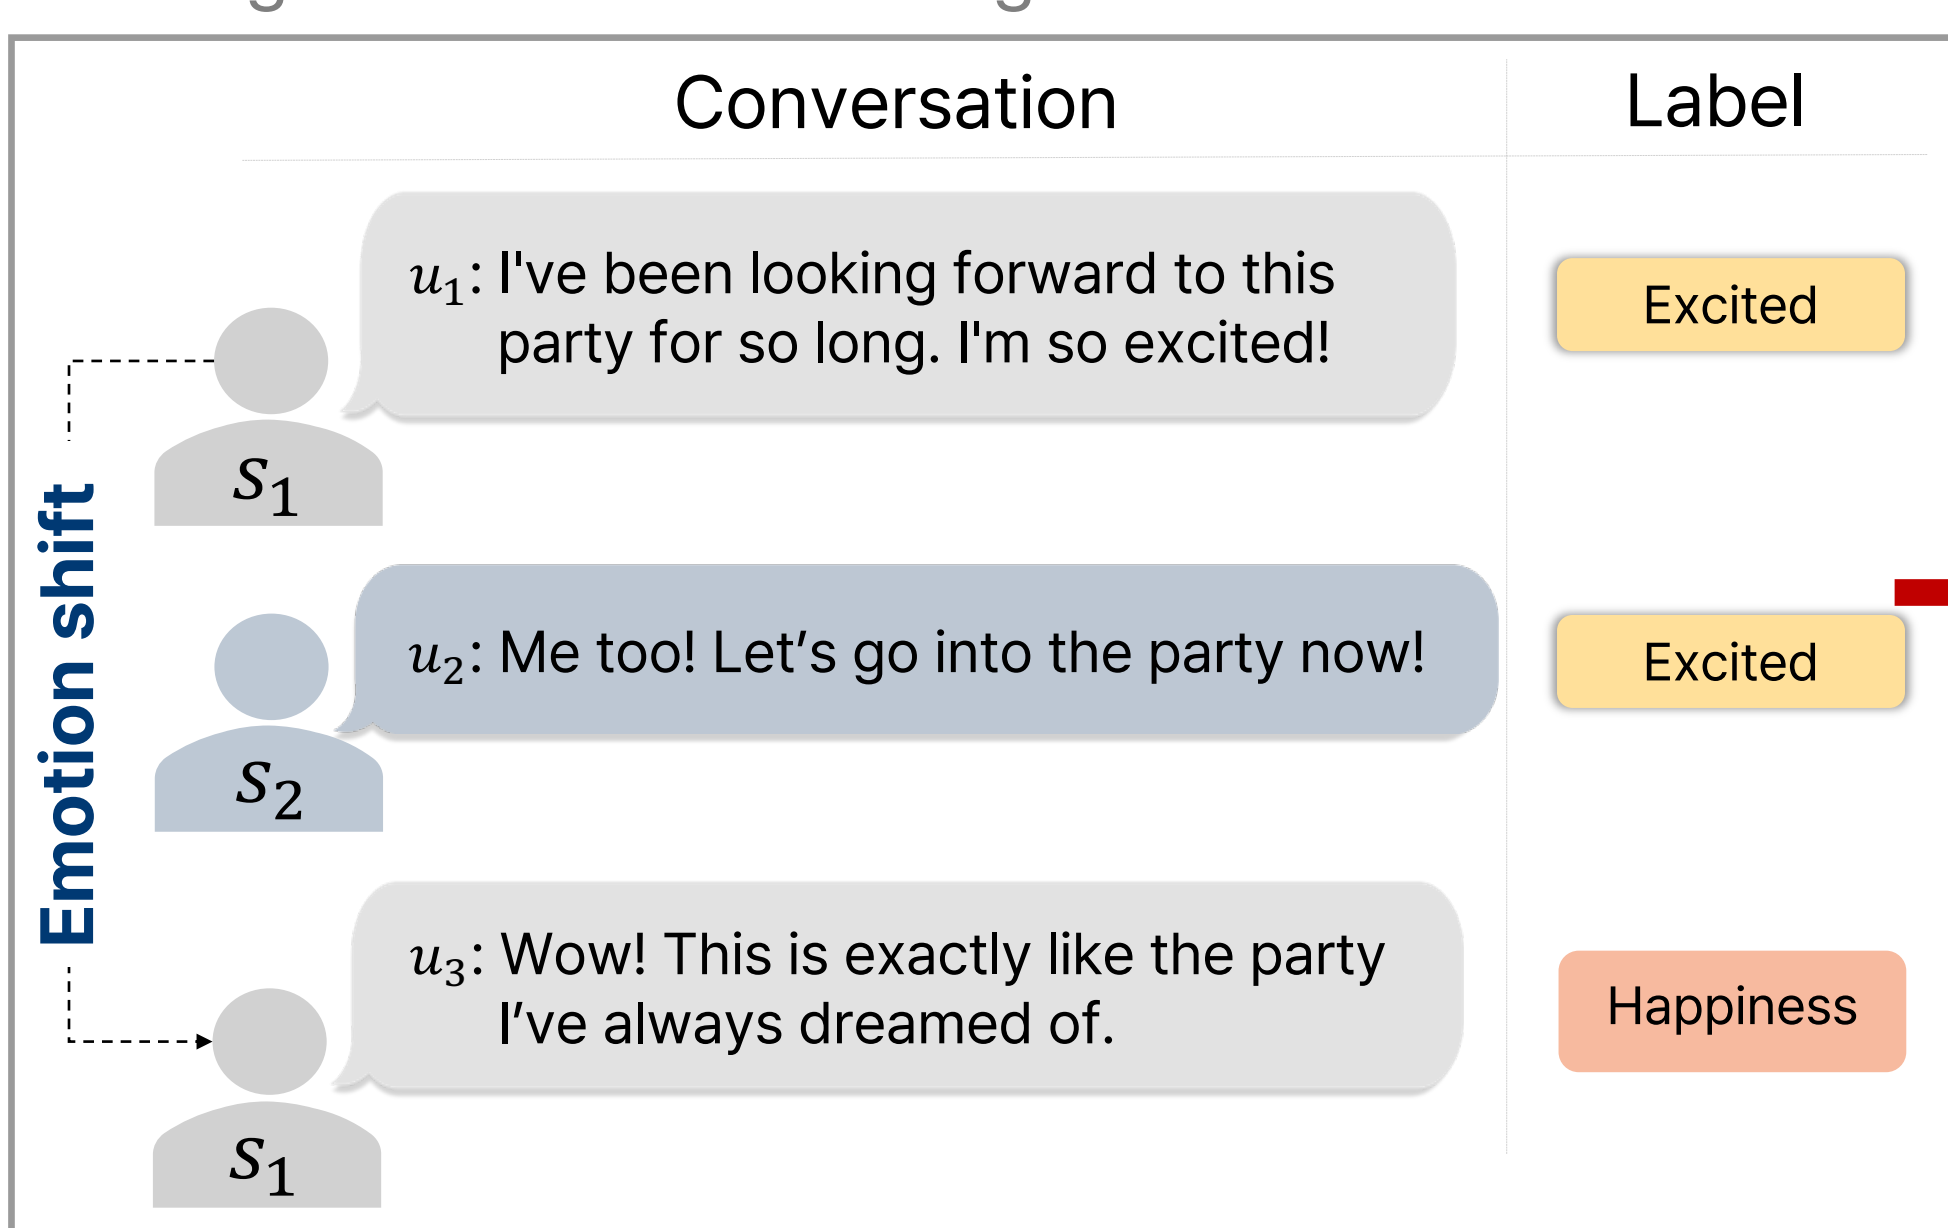 Conversation
Label
u₁: I've been looking forward to this
party for so long. I'm so excited!
Excited
s₁
Emotion shift
u₂: Me too! Let’s go into the party now!
Excited
s₂
u₃: Wow! This is exactly like the party
I’ve always dreamed of.
Happiness
s₁